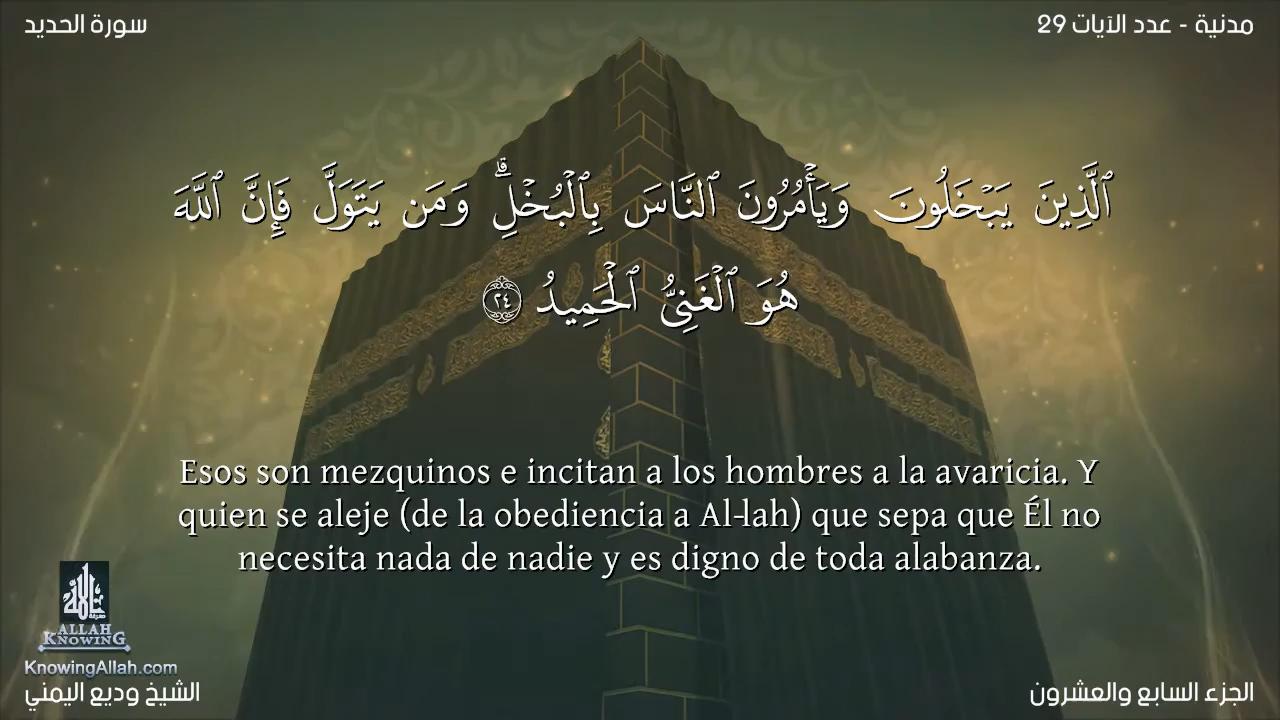 سورة الحديد
مدنية - عدد الآيات 29
ٱلَّذِينَ يَبْخَلُونَ وَيَأْمُرُونَ ٱلنَّاسَ بِٱلْبُخْلِ ۗ وَمَن يَتَوَلَّ فَإِنَّ ٱللَّهَ
هُوَ ٱلْغَنِىُّ ٱلْحَمِيدُ ٢٤
Esos son mezquinos e incitan a los hombres a la avaricia. Y
quien se aleje (de la obediencia a Al-lah) que sepa que Él no
necesita nada de nadie y es digno de toda alabanza.
ALLAH
KNOWING
KnowingAllah.com
الشيخ وديع اليمني
الجزء السابع والعشرون